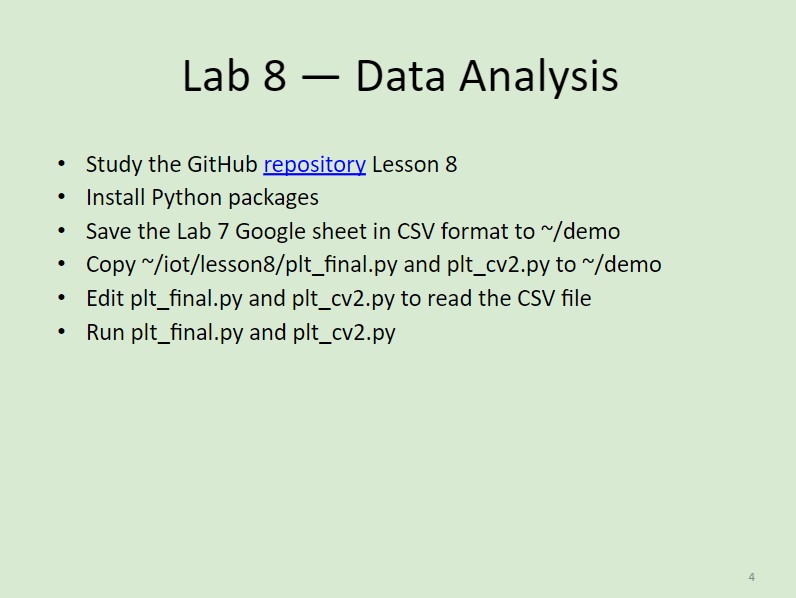 Lab 8 — Data Analysis
• Study the GitHub repository Lesson 8
• Install Python packages
• Save the Lab 7 Google sheet in CSV format to ~/demo
• Copy ~/iot/lesson8/plt_final.py and plt_cv2.py to ~/demo
• Edit plt_final.py and plt_cv2.py to read the CSV file
• Run plt_final.py and plt_cv2.py
4